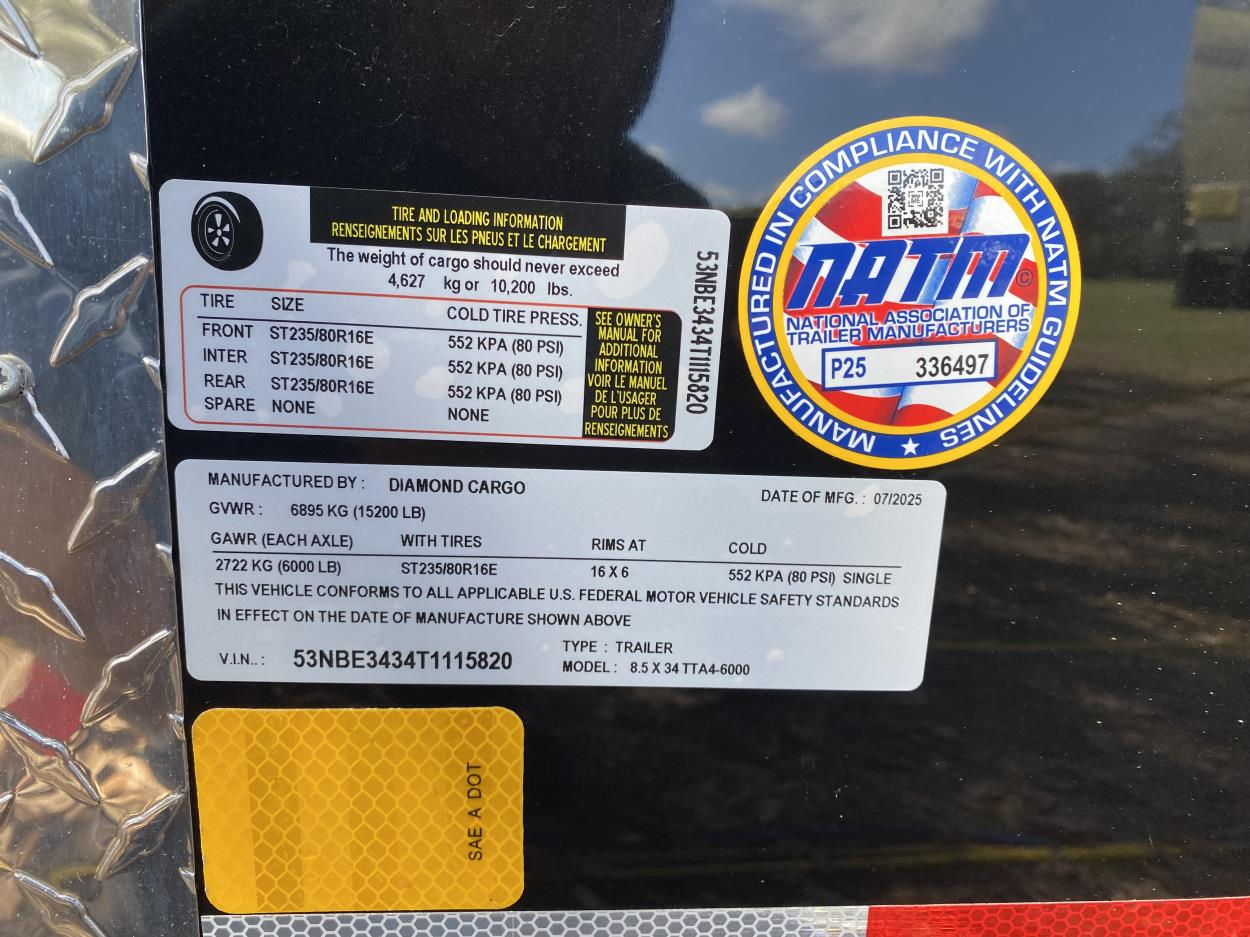 TIRE AND LOADING INFORMATION
RENSEIGNEMENTS SUR LES PNEUS ET LE CHARGEMENT
The weight of cargo should never exceed
4,627 kg or 10,200 lbs.
TIRE SIZE COLD TIRE PRESS.
FRONT ST235/80R16E 552 KPA (80 PSI)
INTER ST235/80R16E 552 KPA (80 PSI)
REAR ST235/80R16E 552 KPA (80 PSI)
SPARE NONE NONE
SEE OWNER'S
MANUAL FOR
ADDITIONAL
INFORMATION
VOIR LE MANUEL
DE L'USAGER
POUR PLUS DE
RENSEIGNEMENTS
53NBE3434T1115820
MANUFACTURED IN COMPLIANCE WITH NATM GUIDELINES
NATM©
NATIONAL ASSOCIATION OF
TRAILER MANUFACTURERS
P25 336497
MANUFACTURED BY : DIAMOND CARGO DATE OF MFG. : 07/2025
GVWR : 6895 KG (15200 LB)
GAWR (EACH AXLE) WITH TIRES RIMS AT COLD
2722 KG (6000 LB) ST235/80R16E 16 X 6 552 KPA (80 PSI) SINGLE
THIS VEHICLE CONFORMS TO ALL APPLICABLE U.S. FEDERAL MOTOR VEHICLE SAFETY STANDARDS
IN EFFECT ON THE DATE OF MANUFACTURE SHOWN ABOVE
V.I.N.. : 53NBE3434T1115820
TYPE : TRAILER
MODEL : 8.5 X 34 TTA4-6000
SAE A DOT